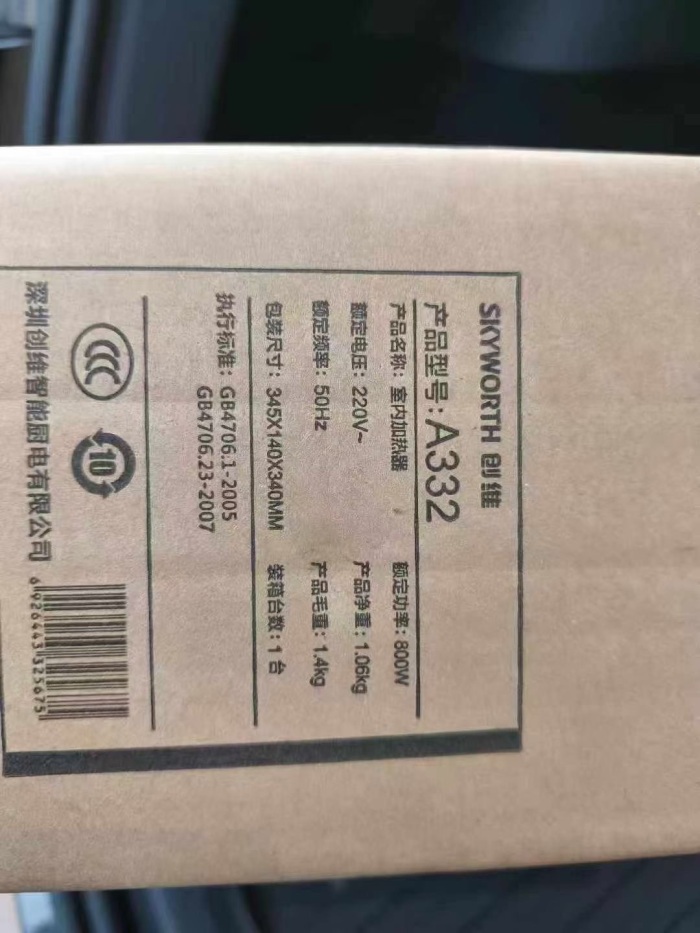 SKYWORTH 创维
产品型号：A332
产品名称：室内加热器 额定功率：800W
额定电压：220V~ 产品净重：1.06kg
额定频率：50Hz 产品毛重：1.4kg
包装尺寸：345X140X340MM 装箱台数：1 台
执行标准：GB4706.1-2005
GB4706.23-2007
CCC
10
6926443325675
深圳创维智能厨电有限公司